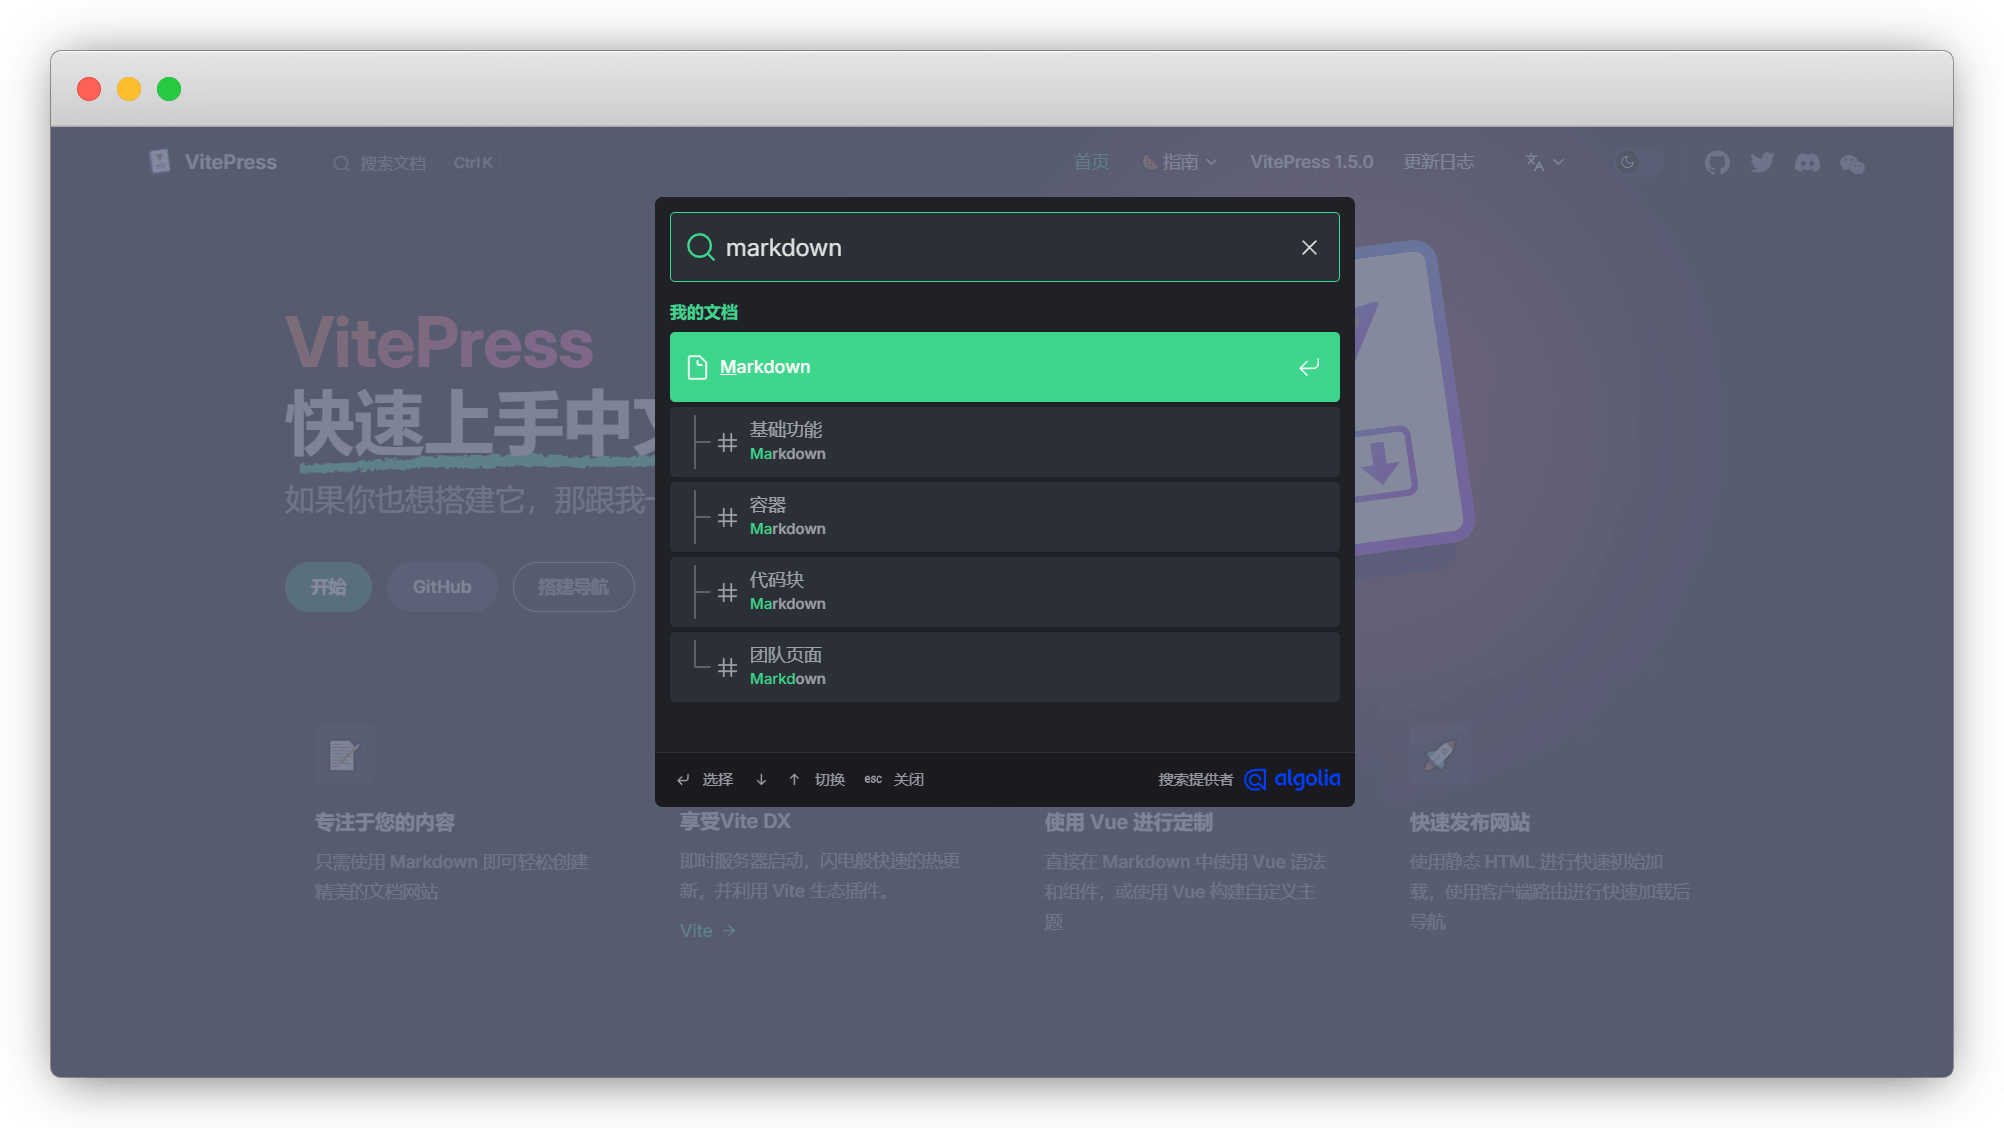 VitePress
搜索文档
Ctrl K
首页
指南
VitePress 1.5.0
更新日志
markdown
我的文档
Markdown
基础功能
Markdown
容器
Markdown
代码块
Markdown
团队页面
Markdown
选择
切换
esc 关闭
搜索提供者 algolia
VitePress
快速上手中文
如果你也想搭建它，那跟我一
开始
GitHub
搭建导航
专注于您的内容
只需使用 Markdown 即可轻松创建
精美的文档网站
享受Vite DX
即时服务器启动，闪电般快速的热更
新，并利用 Vite 生态插件。
Vite →
使用 Vue 进行定制
直接在 Markdown 中使用 Vue 语法
和组件，或使用 Vue 构建自定义主
题
快速发布网站
使用静态 HTML 进行快速初始加
载，使用客户端路由进行快速加载后
导航